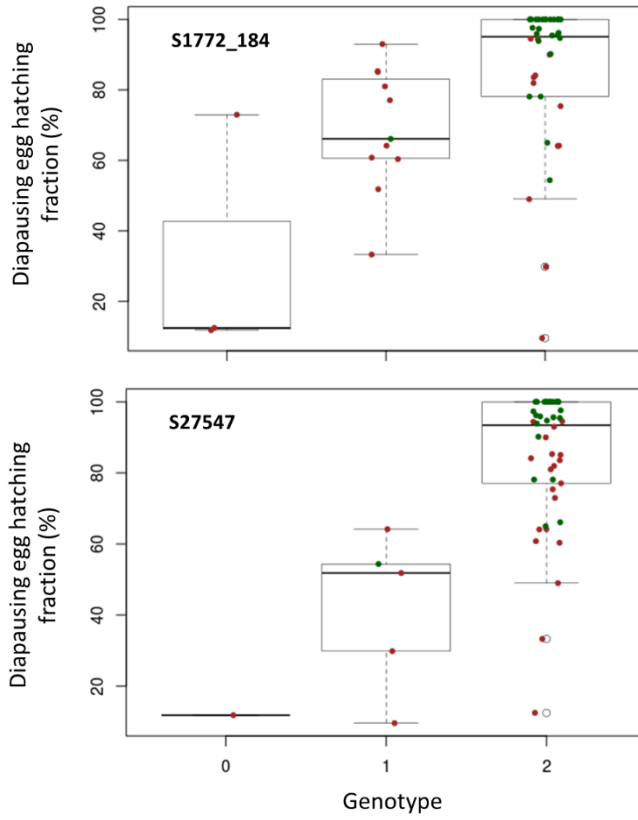 S1772_184
Diapausing egg hatching
fraction (%)
100
80
60
40
20
S27547
Diapausing egg hatching
fraction (%)
100
80
60
40
20
0
1
2
Genotype